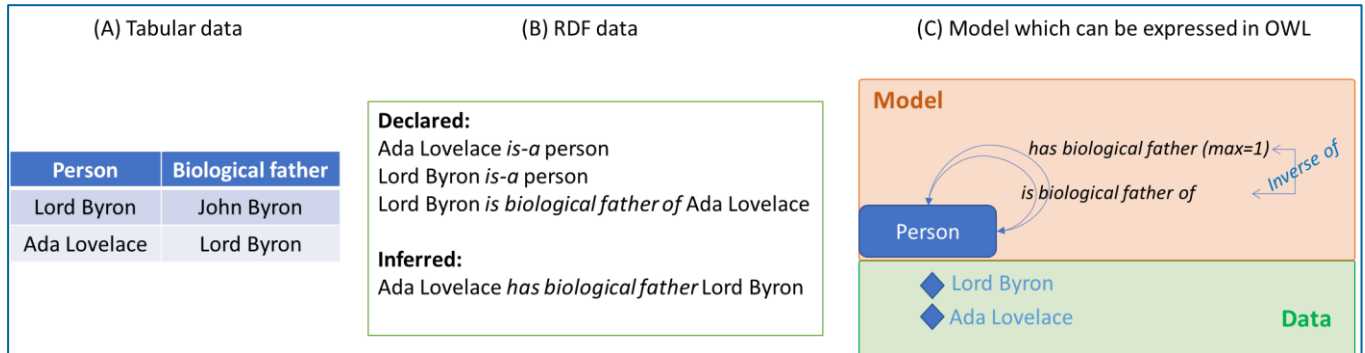 (A) Tabular data
Person Biological father
Lord Byron John Byron
Ada Lovelace Lord Byron
(B) RDF data
Declared:
Ada Lovelace is-a person
Lord Byron is-a person
Lord Byron is biological father of Ada Lovelace
Inferred:
Ada Lovelace has biological father Lord Byron
(C) Model which can be expressed in OWL
Model
has biological father (max=1)
is biological father of
Inverse of
Person
Lord Byron
Ada Lovelace
Data